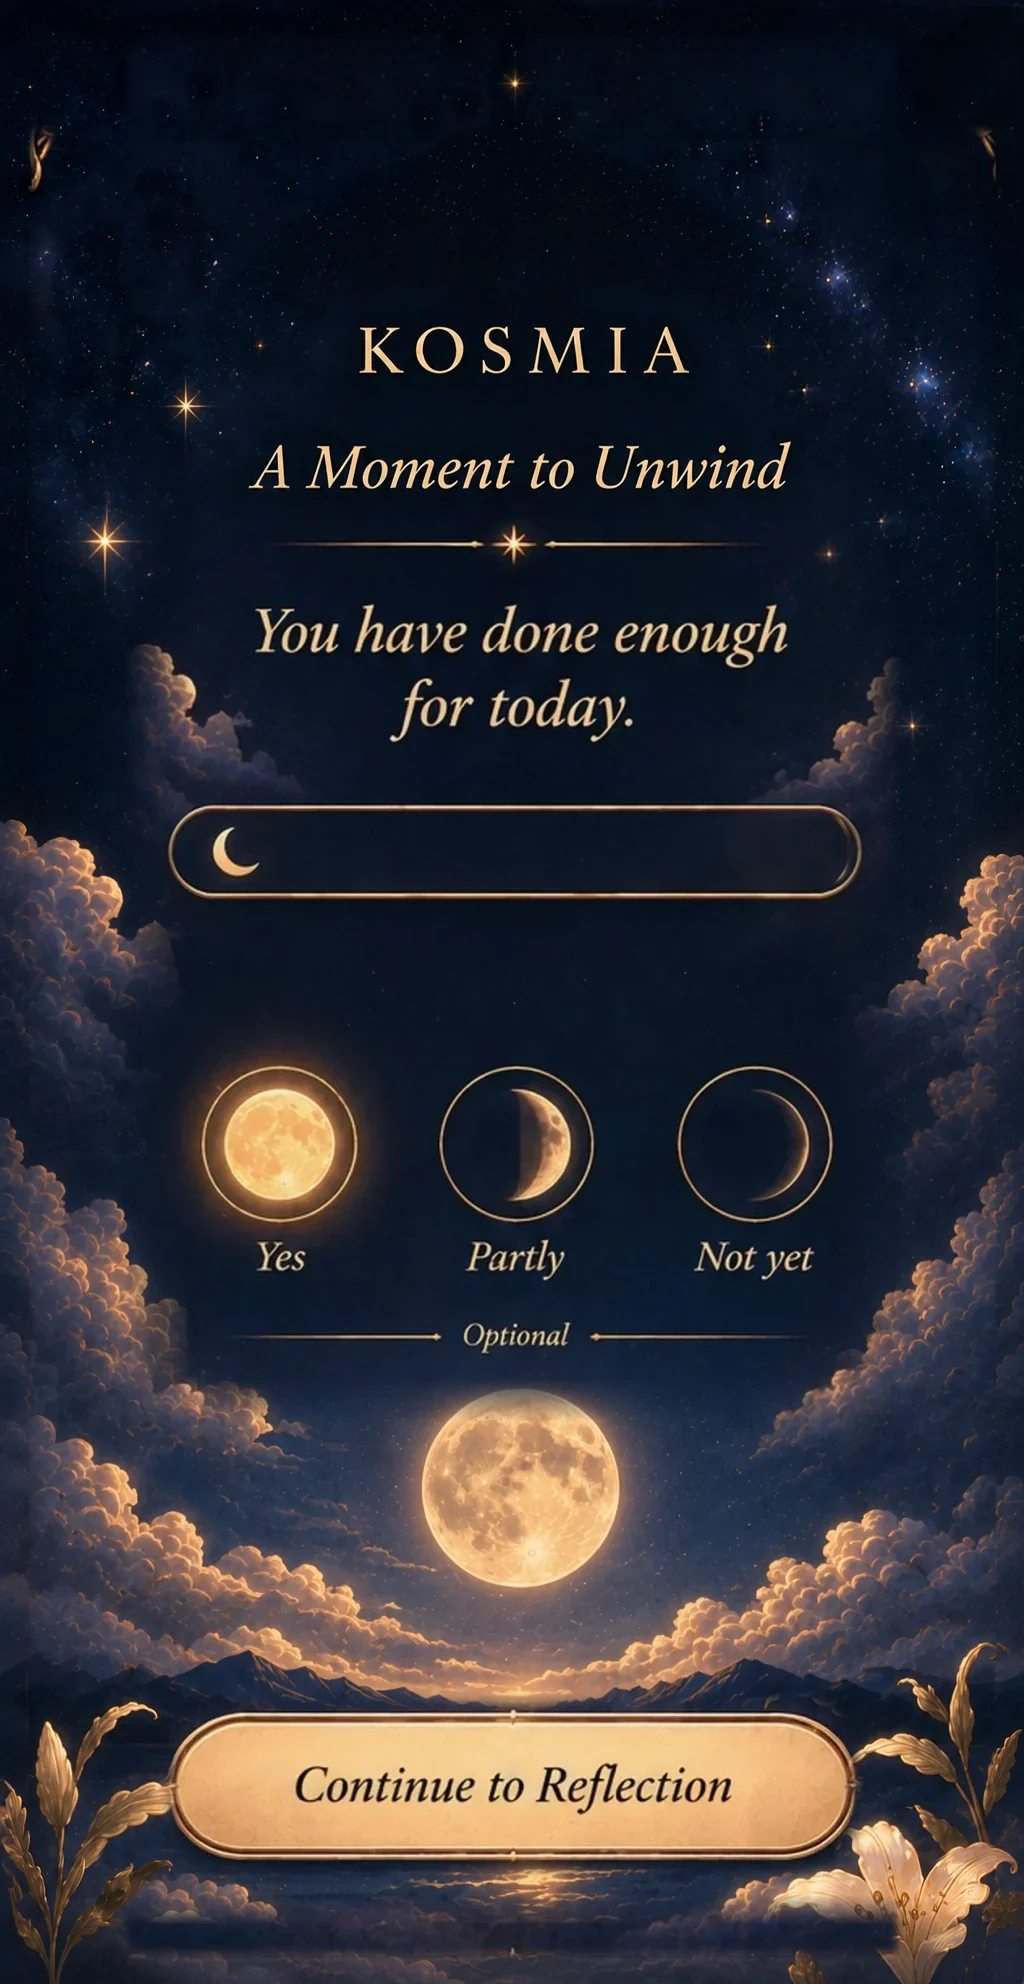 KOSMIA
A Moment to Unwind
You have done enough
for today.
Yes
Partly
Not yet
Optional
Continue to Reflection